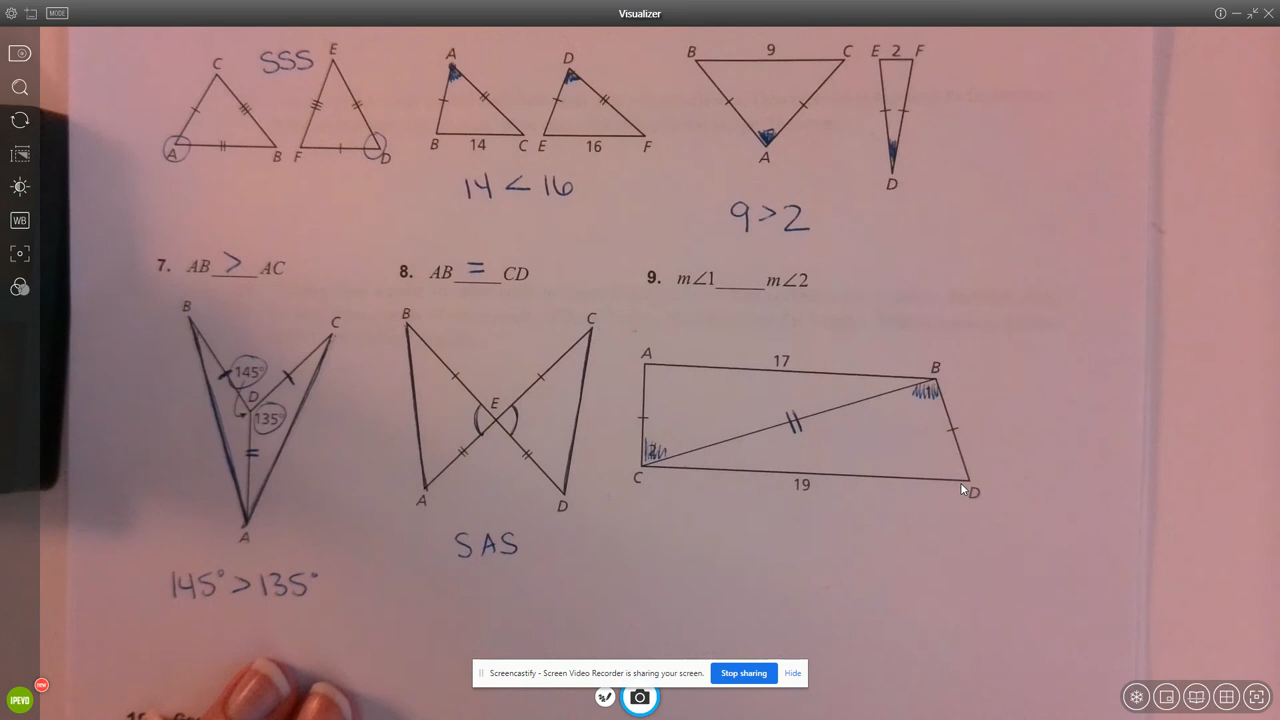 MODE
Visualizer
WB
SSS
C
E
A
B
F
D
A
D
B
14
C
E
16
F
14 < 16
B
9
C
E
2
F
A
D
9 > 2
7. AB > AC
8. AB = CD
9. m∠1_____m∠2
B
C
145°
D
135°
A
145° > 135°
B
C
E
A
D
SAS
A
17
B
1
2
C
19
D
Screencastify - Screen Video Recorder is sharing your screen.
Stop sharing
Hide
IPEVO
new